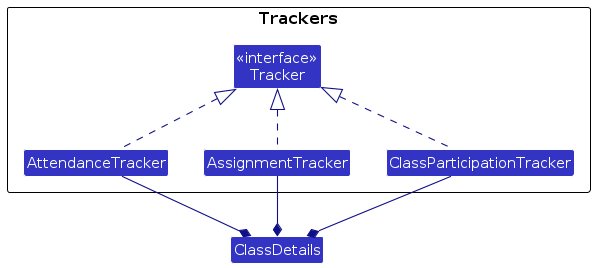 Trackers
«interface»
Tracker
AttendanceTracker
AssignmentTracker
ClassParticipationTracker
ClassDetails